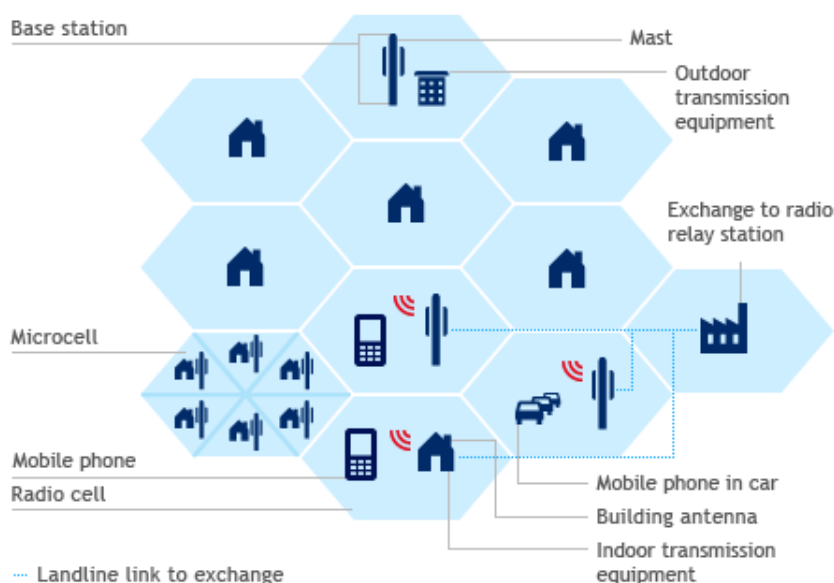 Base station
Mast
Outdoor
transmission
equipment
Exchange to radio
relay station
Microcell
Mobile phone
Radio cell
Mobile phone in car
Building antenna
Indoor transmission
equipment
Landline link to exchange